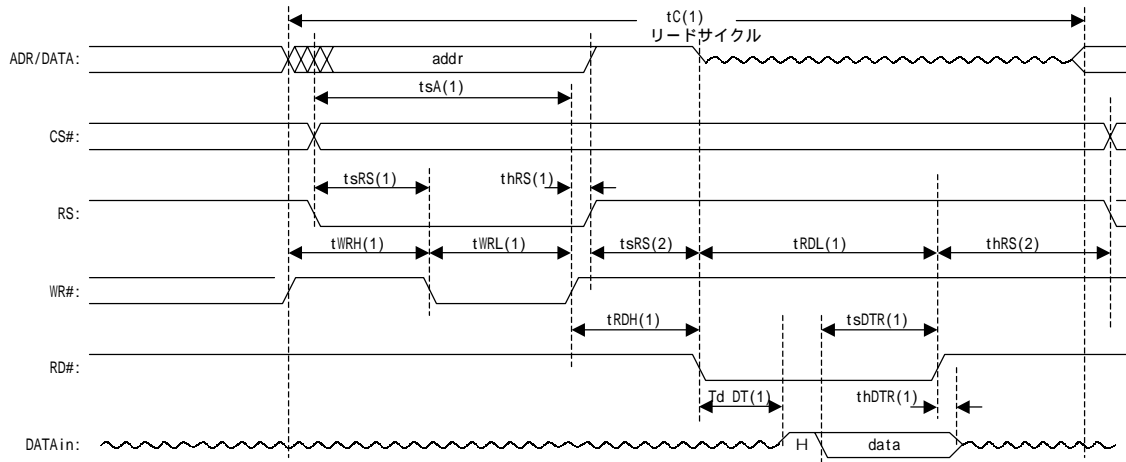 tC(1)
リードサイクル
ADR/DATA:
addr
tsA(1)
CS#:
tsRS(1)
thRS(1)
RS:
tWRH(1)
tWRL(1)
tsRS(2)
tRDL(1)
thRS(2)
WR#:
tRDH(1)
tsDTR(1)
RD#:
Td DT(1)
thDTR(1)
DATAin:
H
data